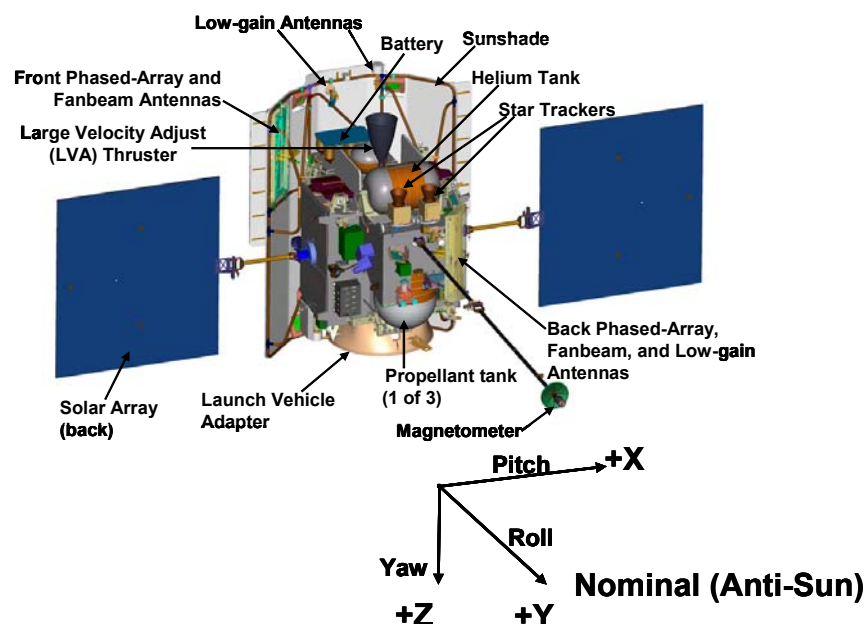 Low-gain Antennas
Battery
Sunshade
Front Phased-Array and
Fanbeam Antennas
Helium Tank
Star Trackers
Large Velocity Adjust
(LVA) Thruster
Back Phased-Array,
Fanbeam, and Low-gain
Antennas
Solar Array
(back)
Launch Vehicle
Adapter
Propellant tank
(1 of 3)
Magnetometer
Pitch
+X
Roll
Yaw
+Z
+Y
Nominal (Anti-Sun)